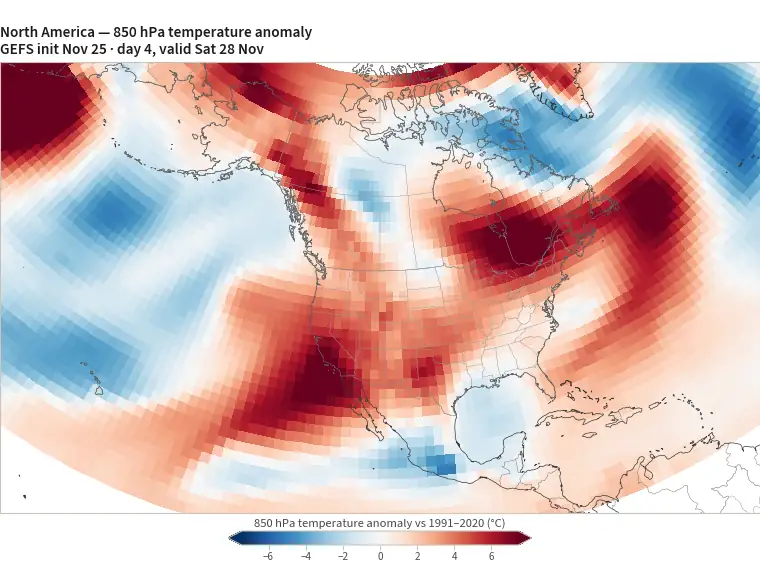 North America — 850 hPa temperature anomaly
GEFS init Nov 25 · day 4, valid Sat 28 Nov
850 hPa temperature anomaly vs 1991–2020 (°C)
−6 −4 −2 0 2 4 6